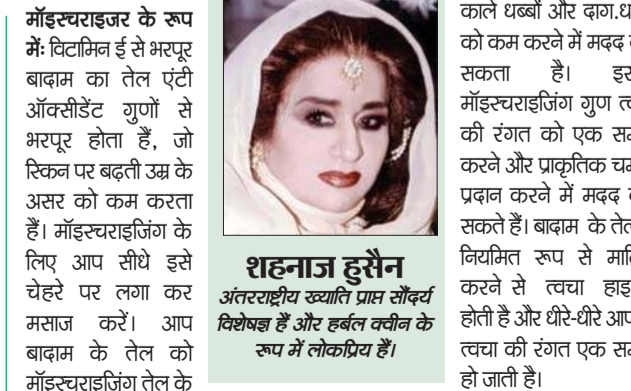 मॉइस्चराइजर के रूप
में: विटामिन ई से भरपूर
बादाम का तेल एंटी
ऑक्सीडेंट गुणों से
भरपूर होता हैं, जो
स्किन पर बढ़ती उम्र के
असर को कम करता
हैं। मॉइस्चराइजिंग के
लिए आप सीधे इसे
चेहरे पर लगा कर
मसाज करें। आप
बादाम के तेल को
मॉइस्चराइजिंग तेल के
शहनाज हुसैन
अंतरराष्ट्रीय ख्याति प्राप्त सौंदर्य
विशेषज्ञ हैं और हर्बल क्वीन के
रूप में लोकप्रिय हैं।
काले धब्बों और दाग.
को कम करने में मदद
सकता है।
मॉइस्चराइजिंग गुण
की रंगत को एक
करने और प्राकृतिक
प्रदान करने में मदद
सकते हैं। बादाम के
नियमित रूप से
करने से त्वचा
होती है और धीरे-धीरे
त्वचा की रंगत एक
हो जाती है।